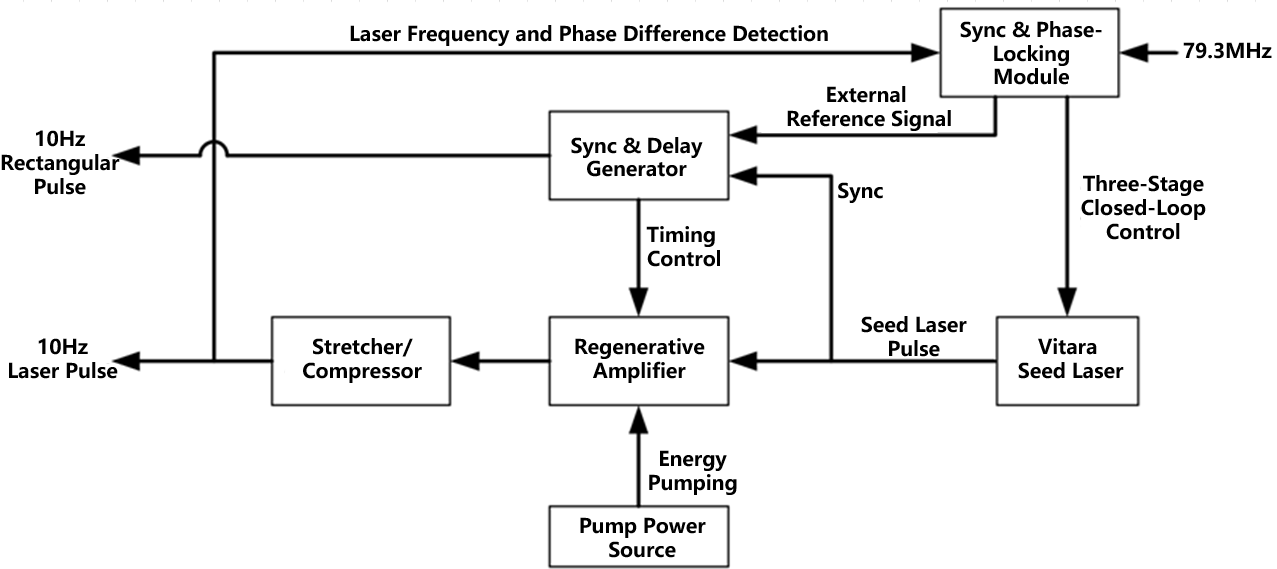 Laser Frequency and Phase Difference Detection
Sync & Phase-
Locking
Module
79.3MHz
External
Reference Signal
10Hz
Rectangular
Pulse
Sync & Delay
Generator
Sync
Three-Stage
Closed-Loop
Control
Timing
Control
10Hz
Laser Pulse
Stretcher/
Compressor
Regenerative
Amplifier
Seed Laser
Pulse
Vitara
Seed Laser
Energy
Pumping
Pump Power
Source